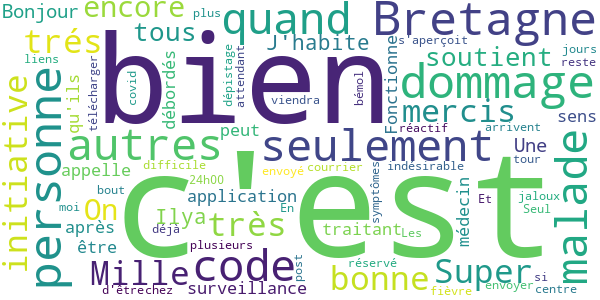 Bonjour encore plus quand Bretagne
trés tous J'habite s'aperçoit
liens télécharger covid débordés dépistage attendant viendra bémol Fonctionne soutient jours
reste
initiative personne qu'ils bien dommage
autres peut seulement réactif mercis sens
arrivent Une tour malade
appelle difficile c'est indésirable
24h00 envoyé courrier symptômes médecin
bout application En jaloux
On moi Ilya traitant Et Seul
après déjà très Les
être plusieurs
Mille code post réservé bonne Super si
fièvre envoyer centre
d'êtrechez surveillance